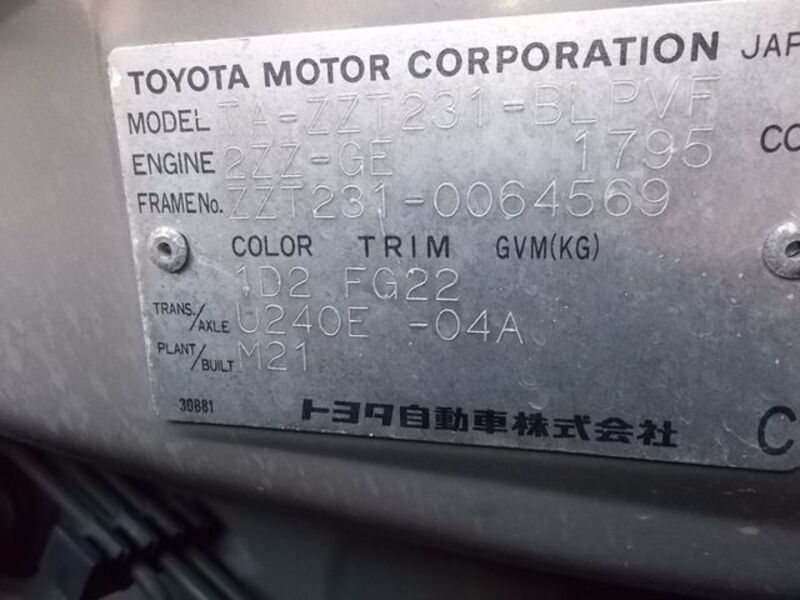 TOYOTA MOTOR CORPORATION JAP
MODEL TA-ZZT231-BLPVF
ENGINE 2ZZ-GE 1795 CC
FRAME No. ZZT231-0064569
COLOR TRIM GVM(KG)
1D2 FG22
TRANS./AXLE U240E -04A
PLANT/BUILT M21
30881
トヨタ自動車株式会社 C